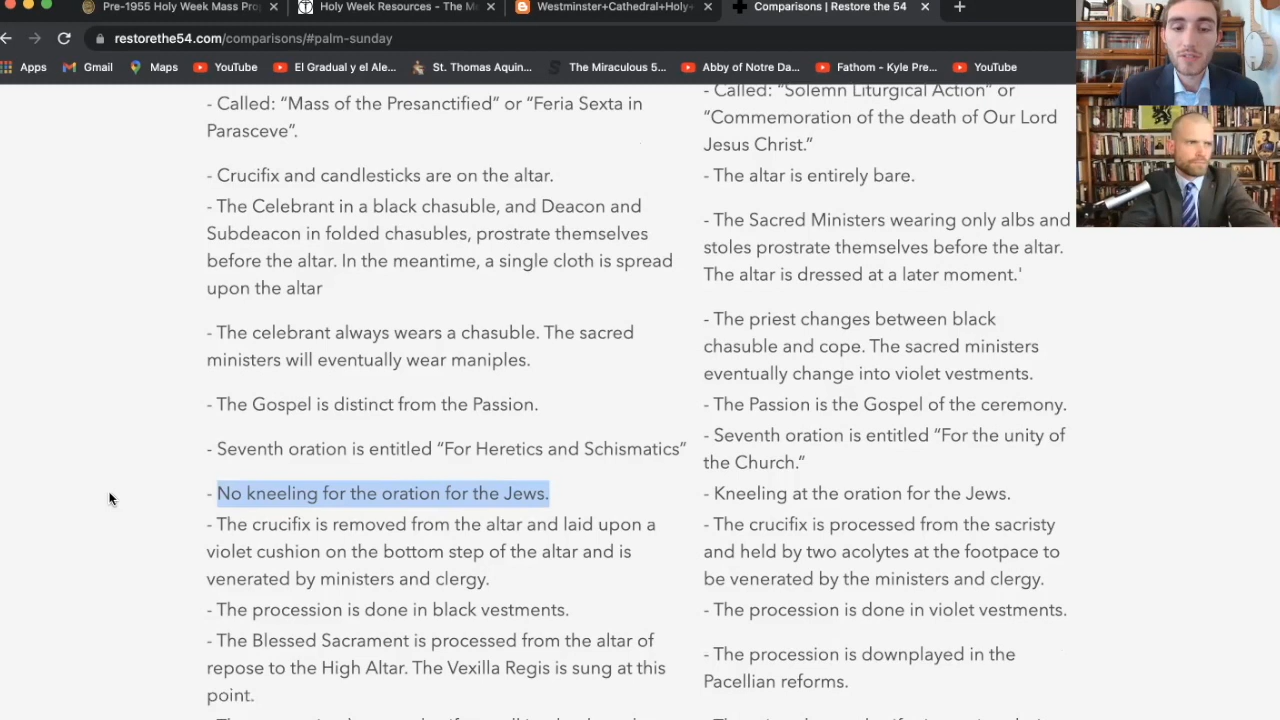 Pre-1955 Holy Week Mass Pro
Holy Week Resources - The M
Westminster+Cathedral+Holy+
Comparisons | Restore the 54
restorethe54.com/comparisons/#palm-sunday
Apps
Gmail
Maps
YouTube
El Gradual y el Ale...
St. Thomas Aquin...
The Miraculous 5...
Abby of Notre Da...
Fathom - Kyle Pre...
YouTube
- Called: “Mass of the Presanctified” or “Feria Sexta in
Parasceve”.
- Crucifix and candlesticks are on the altar.
- The Celebrant in a black chasuble, and Deacon and
Subdeacon in folded chasubles, prostrate themselves
before the altar. In the meantime, a single cloth is spread
upon the altar
- The celebrant always wears a chasuble. The sacred
ministers will eventually wear maniples.
- The Gospel is distinct from the Passion.
- Seventh oration is entitled “For Heretics and Schismatics”
- No kneeling for the oration for the Jews.
- The crucifix is removed from the altar and laid upon a
violet cushion on the bottom step of the altar and is
venerated by ministers and clergy.
- The procession is done in black vestments.
- The Blessed Sacrament is processed from the altar of
repose to the High Altar. The Vexilla Regis is sung at this
point.
- Called: “Solemn Liturgical Action” or
“Commemoration of the death of Our Lord
Jesus Christ.”
- The altar is entirely bare.
- The Sacred Ministers wearing only albs and
stoles prostrate themselves before the altar.
The altar is dressed at a later moment.'
- The priest changes between black
chasuble and cope. The sacred ministers
eventually change into violet vestments.
- The Passion is the Gospel of the ceremony.
- Seventh oration is entitled “For the unity of
the Church.”
- Kneeling at the oration for the Jews.
- The crucifix is processed from the sacristy
and held by two acolytes at the footpace to
be venerated by the ministers and clergy.
- The procession is done in violet vestments.
- The procession is downplayed in the
Pacellian reforms.